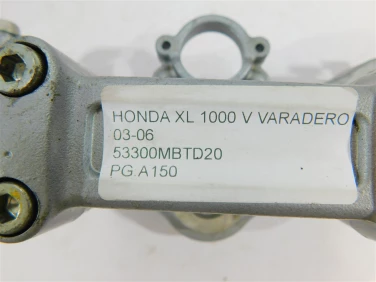 HONDA XL 1000 V VARADERO
03-06
53300MBTD20
PG.A150